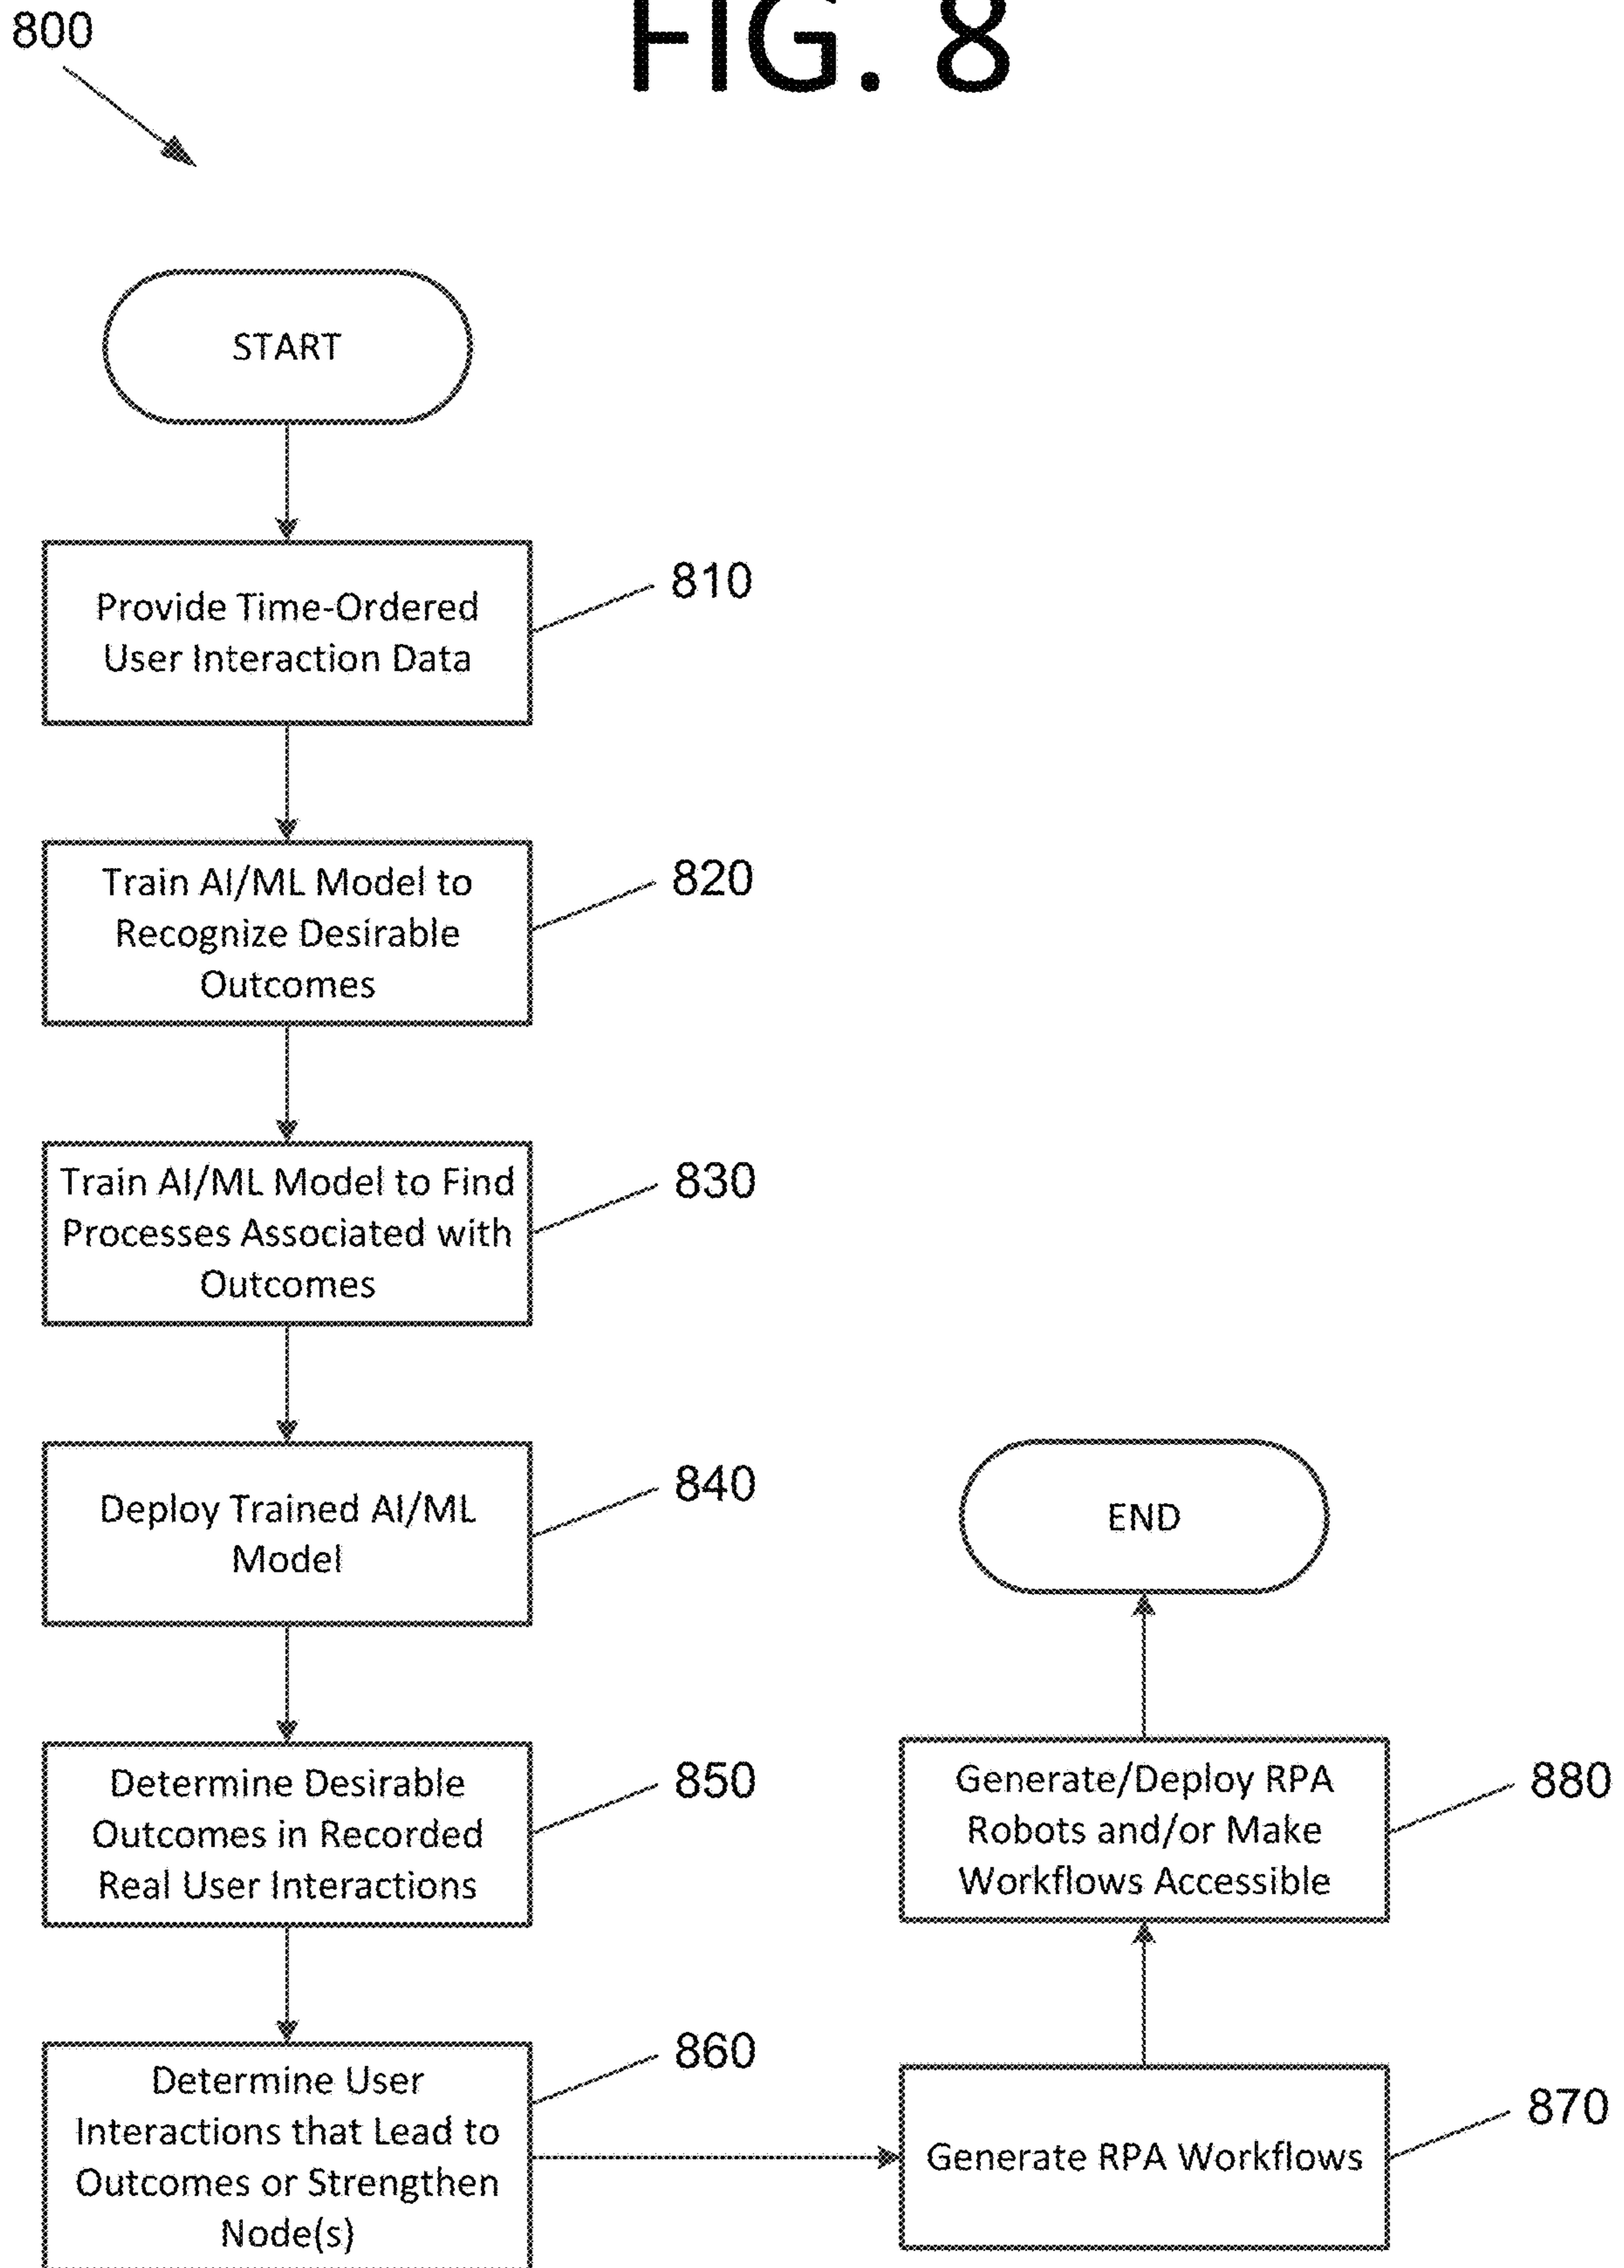 800
FIG. 8
START
Provide Time-Ordered
User Interaction Data
810
Train AI/ML Model to
Recognize Desirable
Outcomes
820
Train AI/ML Model to Find
Processes Associated with
Outcomes
830
Deploy Trained AI/ML
Model
840
Determine Desirable
Outcomes in Recorded
Real User Interactions
850
Determine User
Interactions that Lead to
Outcomes or Strengthen
Node(s)
860
Generate RPA Workflows
870
Generate/Deploy RPA
Robots and/or Make
Workflows Accessible
880
END